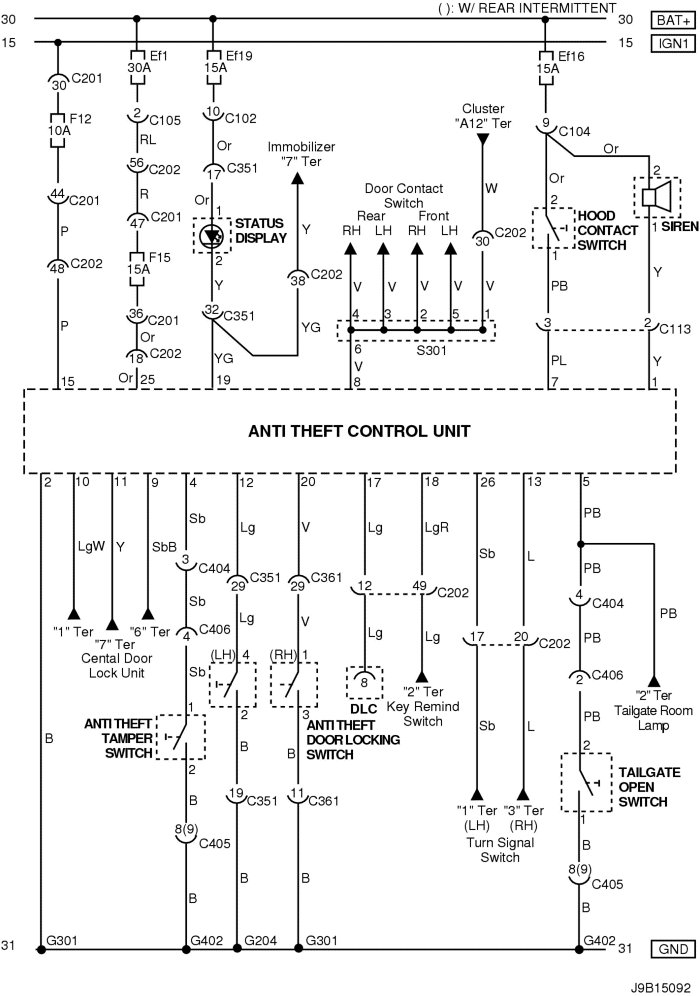 ( ): W/ REAR INTERMITTENT
30 30 BAT+
15 15 IGN1
Ef1 Ef19 Ef16
30A 15A 15A
30 C201
F12
10A
2 C105
10 C102
Cluster
"A12" Ter
9 C104
RL
Or
Immobilizer
"7" Ter
Or
Or
56 C202
17 C351
44 C201
R
Or
W
Door Contact
Switch
Rear Front
RH LH RH LH
2 2
47 C201
1
STATUS
DISPLAY
HOOD
CONTACT
SWITCH
SIREN
P
Y
30 C202
1 1
F15
15A
2
48 C202
38 C202
Y
V V V V V
PB
Y
36 C201
32 C351
4 3 2 5 1
3 2 C113
P
Or
YG
S301
18 C202
YG
6
V
PL
Y
Or
15 25 19 8 7 1
ANTI THEFT CONTROL UNIT
2 10 11 9 4 12 20 17 18 26 13 5
Sb Lg V Lg LgR PB
LgW Y SbB
Sb L
PB
3 C404
29 C351 29 C361
12 49 C202
4 C404
Sb
Lg V
Lg Lg
PB
PB
"1" Ter "6" Ter
"7" Ter
Cental Door
Lock Unit
4 C406
17 20 C202
(LH) 4 (RH) 1
Sb
8
2 C406
DLC
"2" Ter
Key Remind
Switch
"2" Ter
Tailgate Room
Lamp
1
2 3
PB
ANTI THEFT
TAMPER
SWITCH
ANTI THEFT
DOOR LOCKING
SWITCH
Sb L
B
B B
2
2
TAILGATE
OPEN
SWITCH
B
19 C351 11 C361
"1" Ter
(LH)
"3" Ter
(RH)
Turn Signal
Switch
1
8(9) C405
B
8(9) C405
B B B
B
31 G301 G402 G204 G301 G402 31 GND
J9B15092